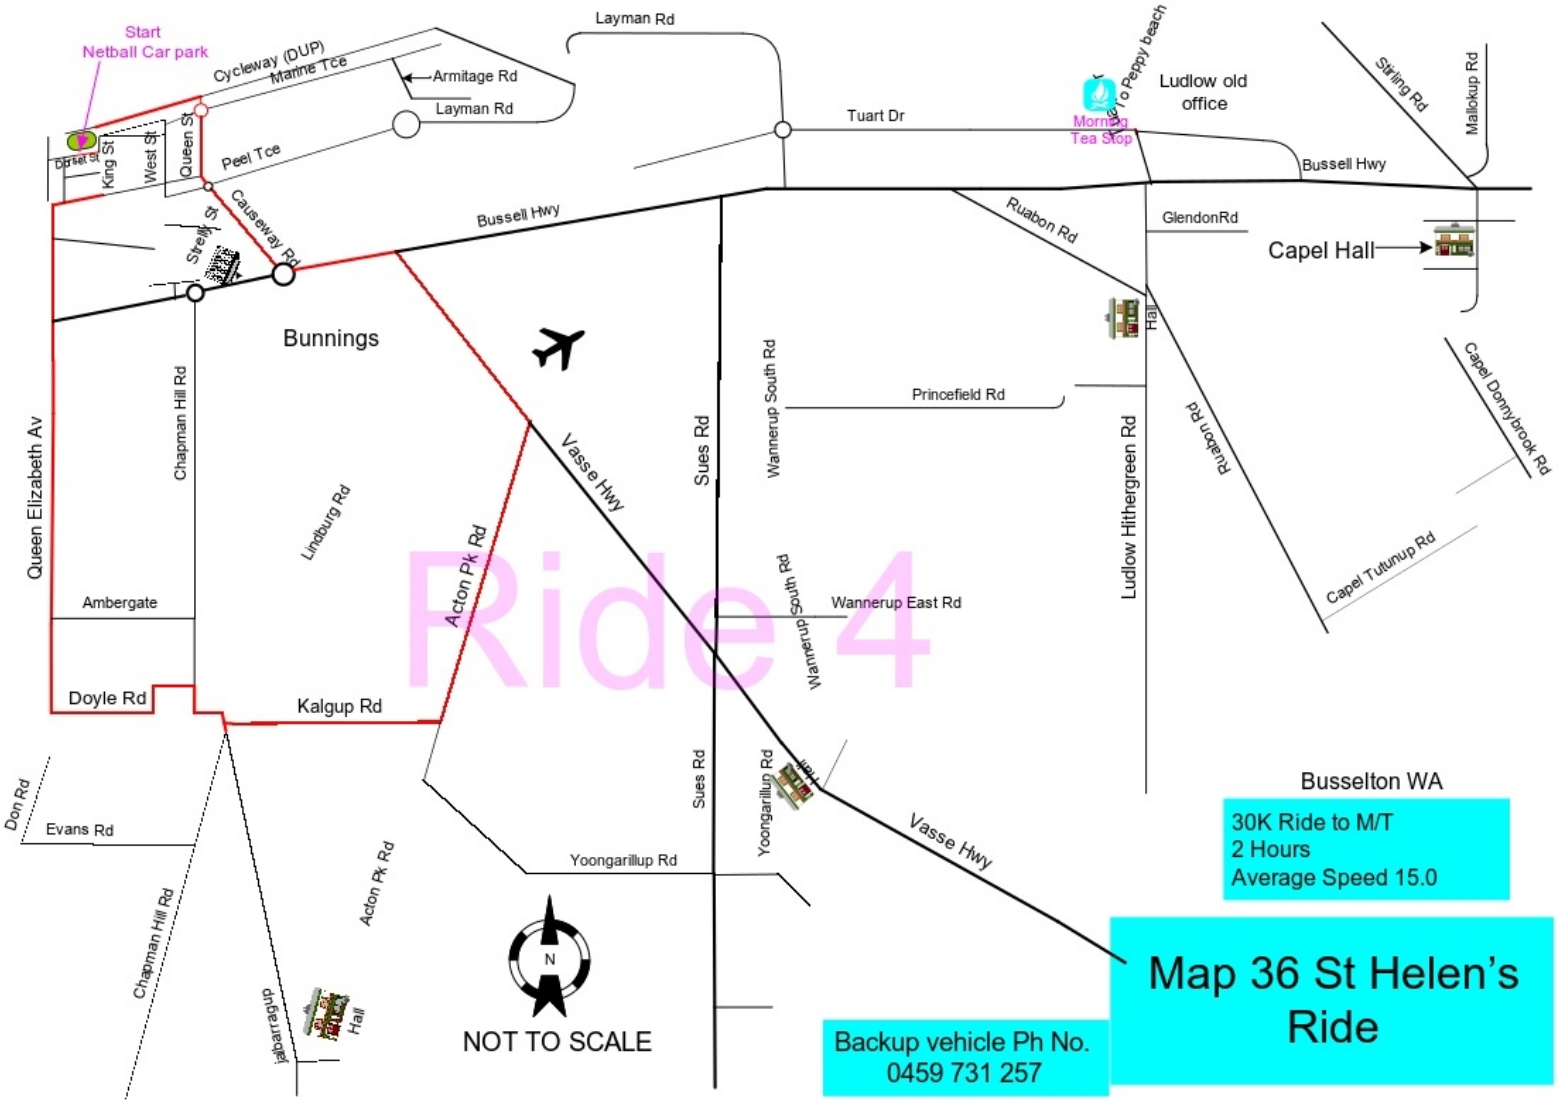 Start
Netball Car park
Cycleway (DUP)
Marine Tce
Armitage Rd
Layman Rd
Layman Rd
Tuart Dr
To Peppy beach
Morning
Tea Stop
Ludlow old
office
Stirling Rd
Mallokup Rd
Bussell Hwy
Dorset St
King St
West St
Queen St
Peel Tce
Causeway Rd
Strelly St
Bussell Hwy
Ruabon Rd
GlendonRd
Capel Hall
Bunnings
Hall
Chapman Hill Rd
Queen Elizabeth Av
Lindburg Rd
Vasse Hwy
Sues Rd
Wannerup South Rd
Princefield Rd
Ludlow Hithergreen Rd
Ruabon Rd
Capel Donnybrook Rd
Capel Tutunup Rd
Acton Pk Rd
Ride 4
Wannerup South Rd
Wannerup East Rd
Ambergate
Doyle Rd
Kalgup Rd
Don Rd
Evans Rd
Chapman Hill Rd
jalbarragup
Hall
Acton Pk Rd
Yoongarillup Rd
Sues Rd
Yoongarillup Rd
Hall
Vasse Hwy
N
NOT TO SCALE
Busselton WA
30K Ride to M/T
2 Hours
Average Speed 15.0
Map 36 St Helen’s
Ride
Backup vehicle Ph No.
0459 731 257